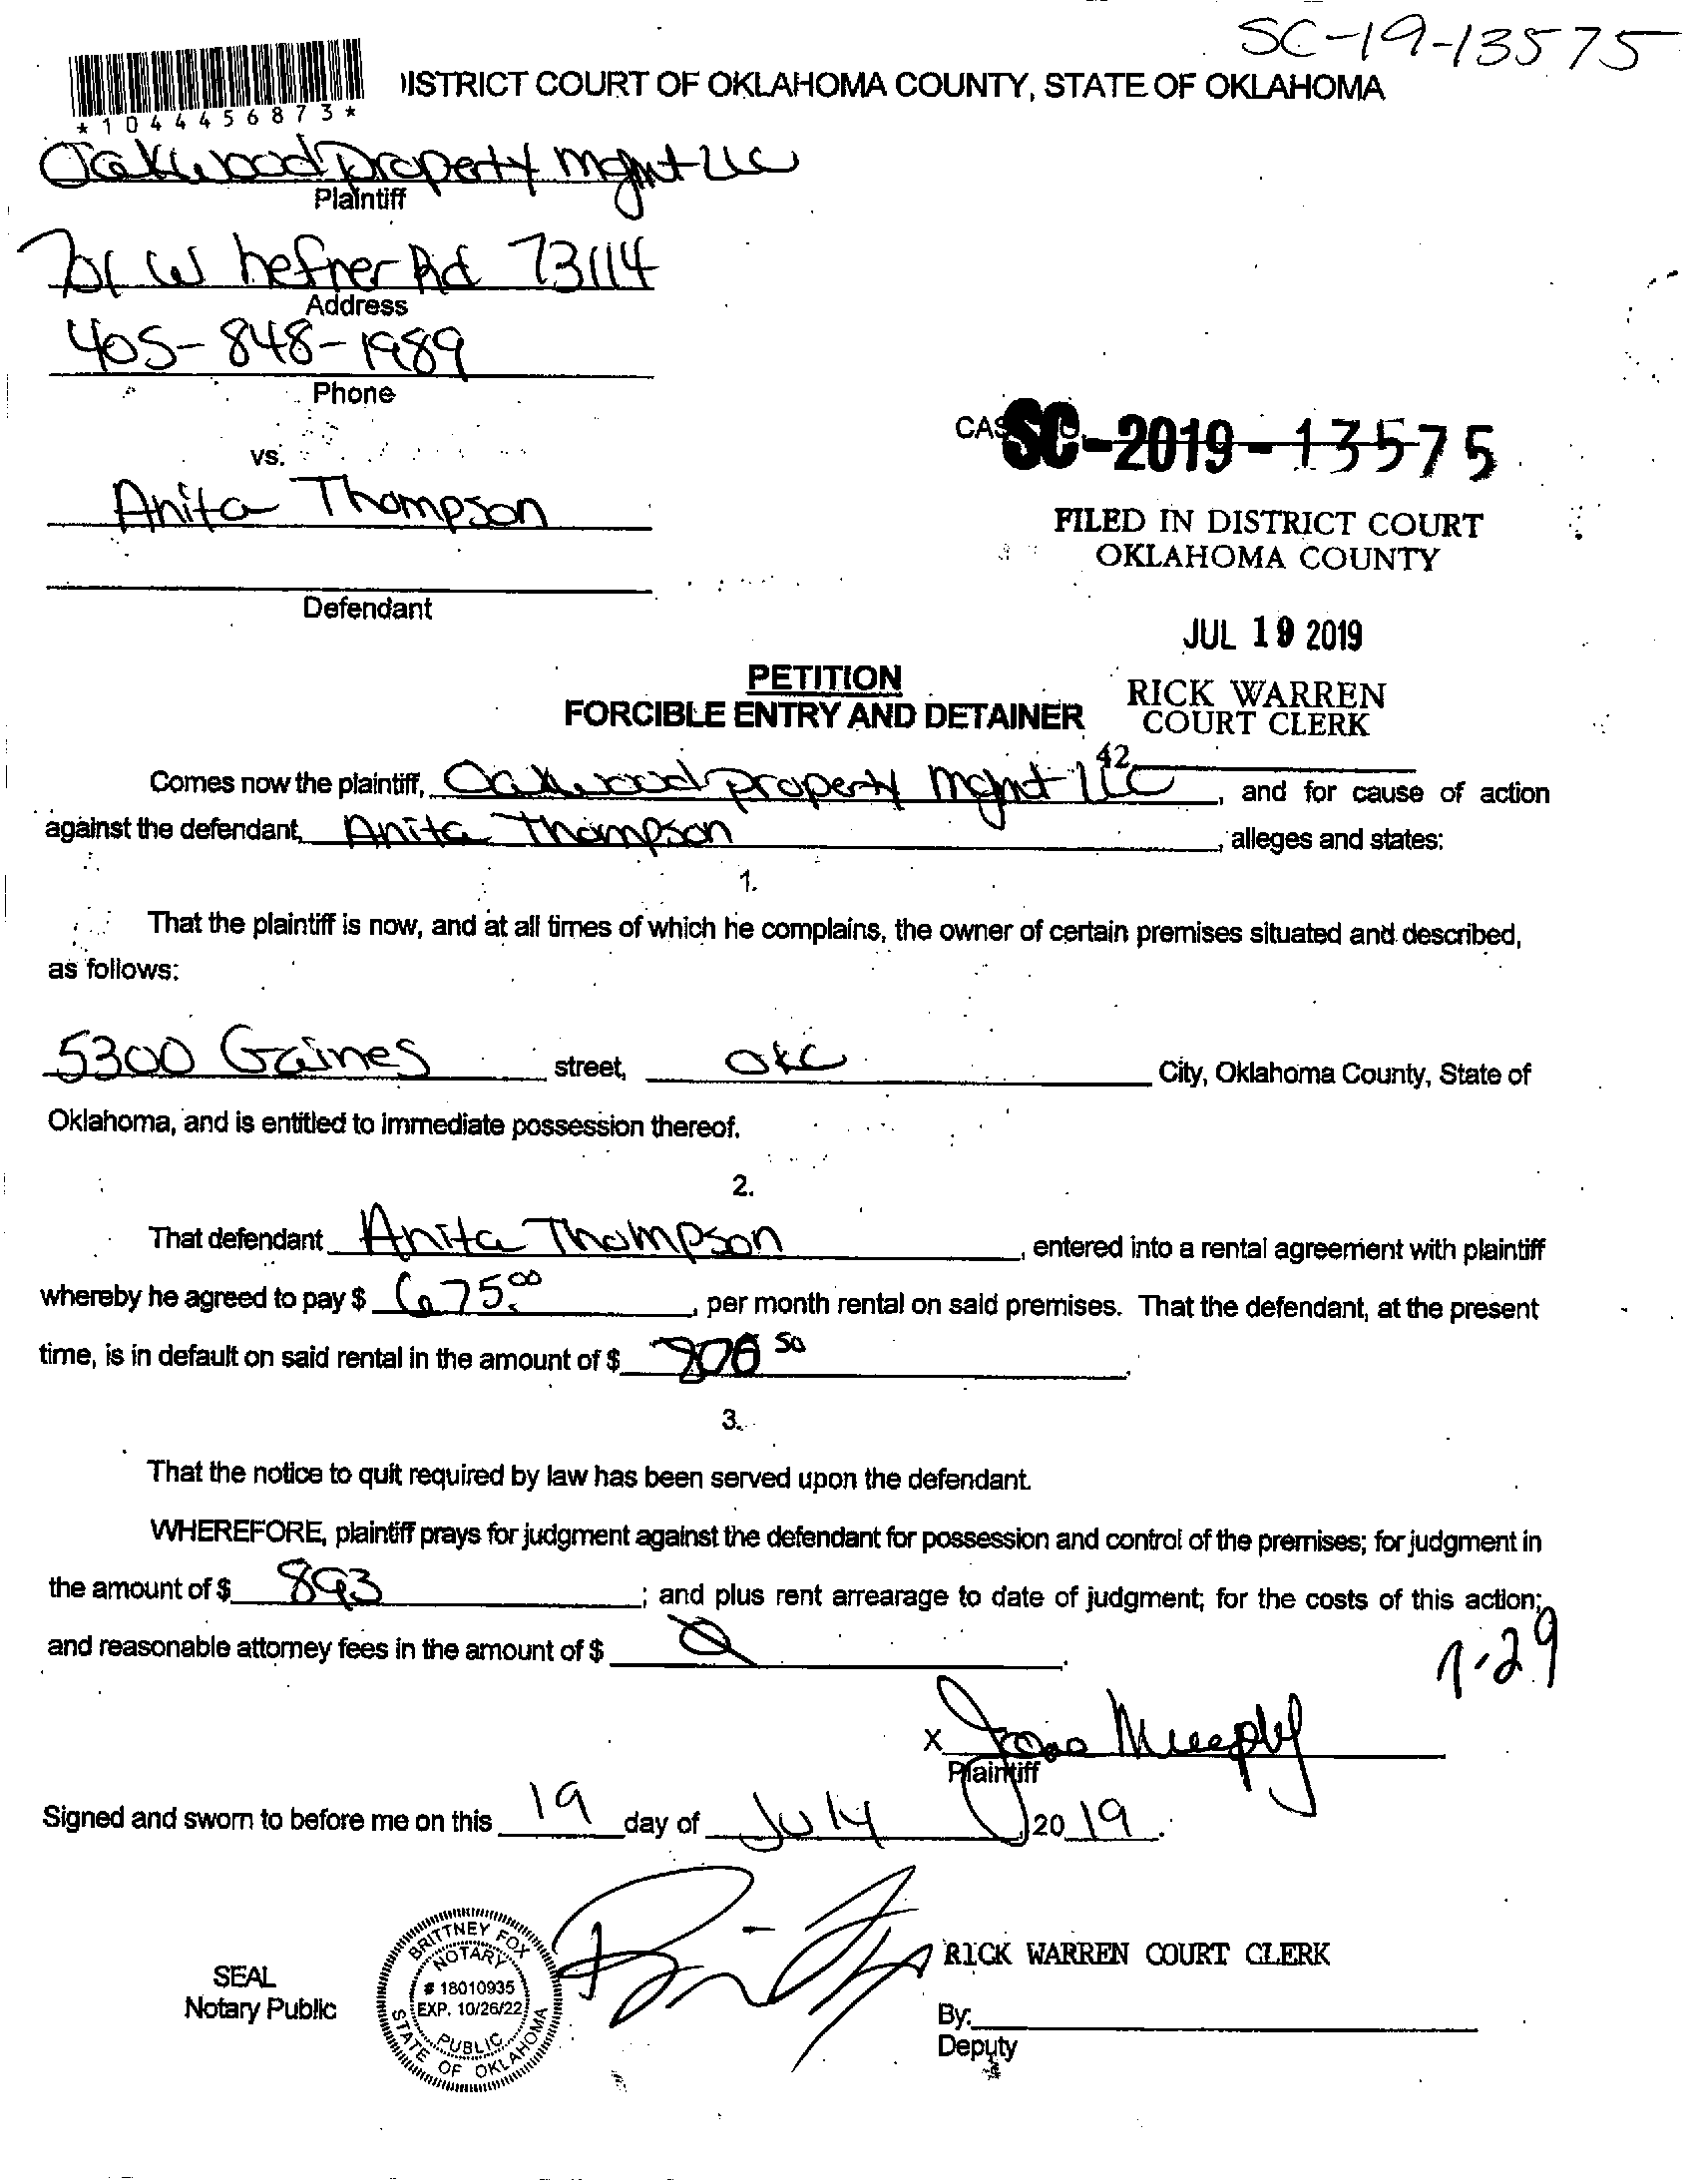 SC-19-13575
*1044456873*
ISTRICT COURT OF OKLAHOMA COUNTY, STATE OF OKLAHOMA
Oakwood Property Mgmt LLC
Plaintiff
701 W hefner Rd 73114
Address
405-848-1989
Phone
CAS SC-2019-13575
vs.
Anita Thompson
FILED IN DISTRICT COURT
OKLAHOMA COUNTY
Defendant
JUL 19 2019
PETITION
FORCIBLE ENTRY AND DETAINER
RICK WARREN
COURT CLERK
42
Comes now the plaintiff, Oakwood property Mgmt LLC, and for cause of action
against the defendant, Anita Thompson, alleges and states:
1.
That the plaintiff is now, and at all times of which he complains, the owner of certain premises situated and described,
as follows:
5300 Gaines street, OKC City, Oklahoma County, State of
Oklahoma, and is entitled to immediate possession thereof.
2.
That defendant Anita Thompson, entered into a rental agreement with plaintiff
whereby he agreed to pay $ 675.00, per month rental on said premises. That the defendant, at the present
time, is in default on said rental in the amount of $ 50.
3.
That the notice to quit required by law has been served upon the defendant.
WHEREFORE, plaintiff prays for judgment against the defendant for possession and control of the premises; for judgment in
the amount of $ 893; and plus rent arrearage to date of judgment; for the costs of this action;
and reasonable attorney fees in the amount of $ Ø.
7-29
X
Plaintiff
Signed and sworn to before me on this 19 day of July 2019.
BRITTNEY FOX
NOTARY
# 18010935
EXP. 10/26/22
PUBLIC
STATE OF OKLAHOMA
SEAL
Notary Public
RICK WARREN COURT CLERK
By:
Deputy